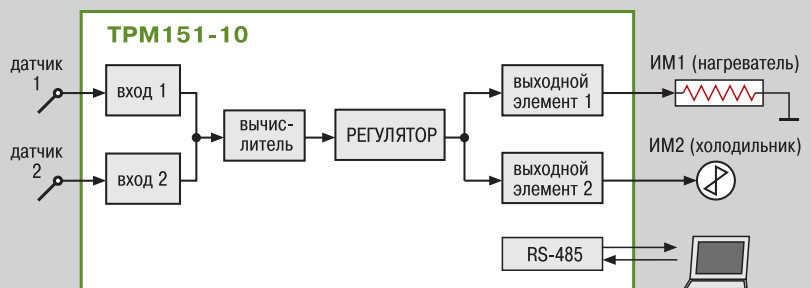 ТРМ151-10
датчик
1
вход 1
датчик
2
вход 2
вычис-
литель
РЕГУЛЯТОР
выходной
элемент 1
выходной
элемент 2
RS-485
ИМ1 (нагреватель)
ИМ2 (холодильник)